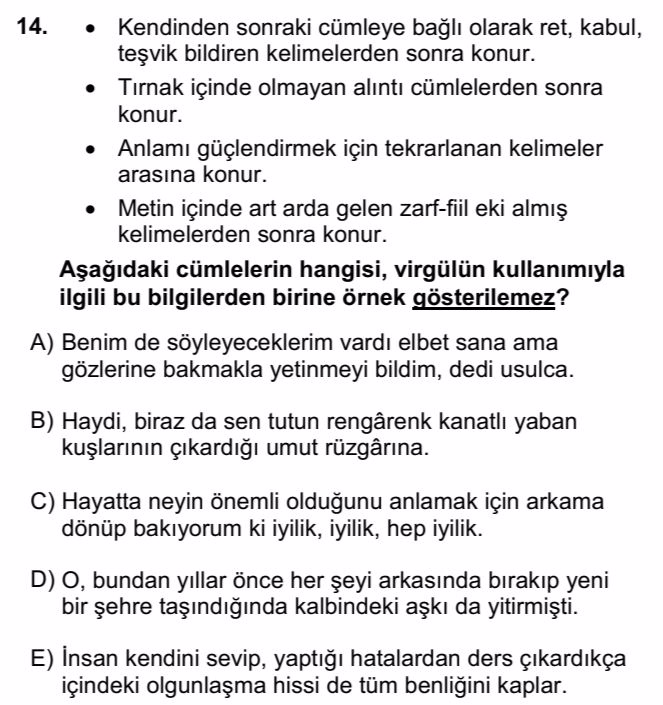 14. • Kendinden sonraki cümleye bağlı olarak ret, kabul,
teşvik bildiren kelimelerden sonra konur.
• Tırnak içinde olmayan alıntı cümlelerden sonra
konur.
• Anlamı güçlendirmek için tekrarlanan kelimeler
arasına konur.
• Metin içinde art arda gelen zarf-fiil eki almış
kelimelerden sonra konur.
Aşağıdaki cümlelerin hangisi, virgülün kullanımıyla
ilgili bu bilgilerden birine örnek gösterilemez?
A) Benim de söyleyeceklerim vardı elbet sana ama
gözlerine bakmakla yetinmeyi bildim, dedi usulca.
B) Haydi, biraz da sen tutun rengârenk kanatlı yaban
kuşlarının çıkardığı umut rüzgârına.
C) Hayatta neyin önemli olduğunu anlamak için arkama
dönüp bakıyorum ki iyilik, iyilik, hep iyilik.
D) O, bundan yıllar önce her şeyi arkasında bırakıp yeni
bir şehre taşındığında kalbindeki aşkı da yitirmişti.
E) İnsan kendini sevip, yaptığı hatalardan ders çıkardıkça
içindeki olgunlaşma hissi de tüm benliğini kaplar.